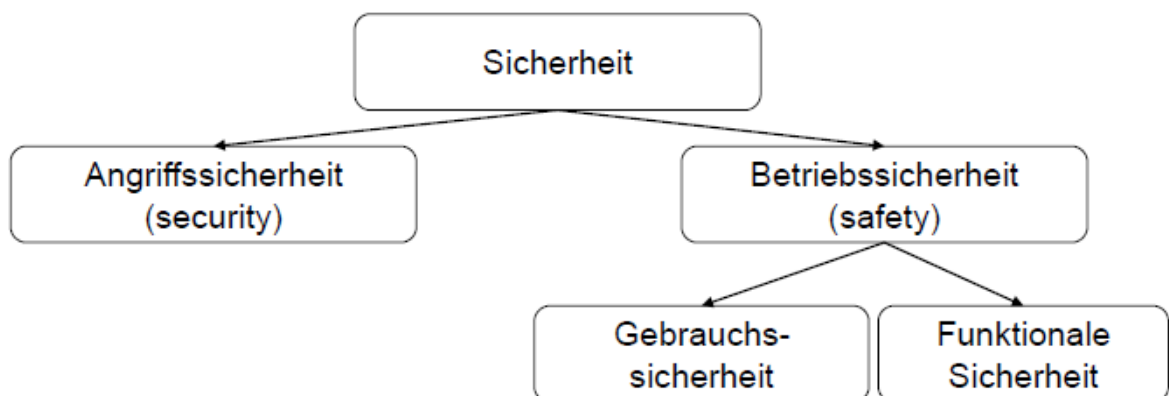 Sicherheit
Angriffssicherheit
(security)
Betriebssicherheit
(safety)
Gebrauchs-
sicherheit
Funktionale
Sicherheit